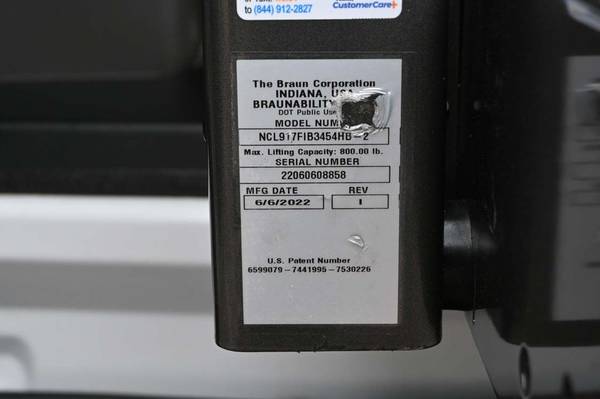 to (844) 912-2827
CustomerCare+
The Braun Corporation
INDIANA, USA
BRAUNABILITY
DOT Public Use
MODEL NUM
NCL917FIB3454HB-2
Max. Lifting Capacity: 800.00 lb.
SERIAL NUMBER
22060608858
MFG DATE REV
6/6/2022 I
U.S. Patent Number
6599079-7441995-7530226